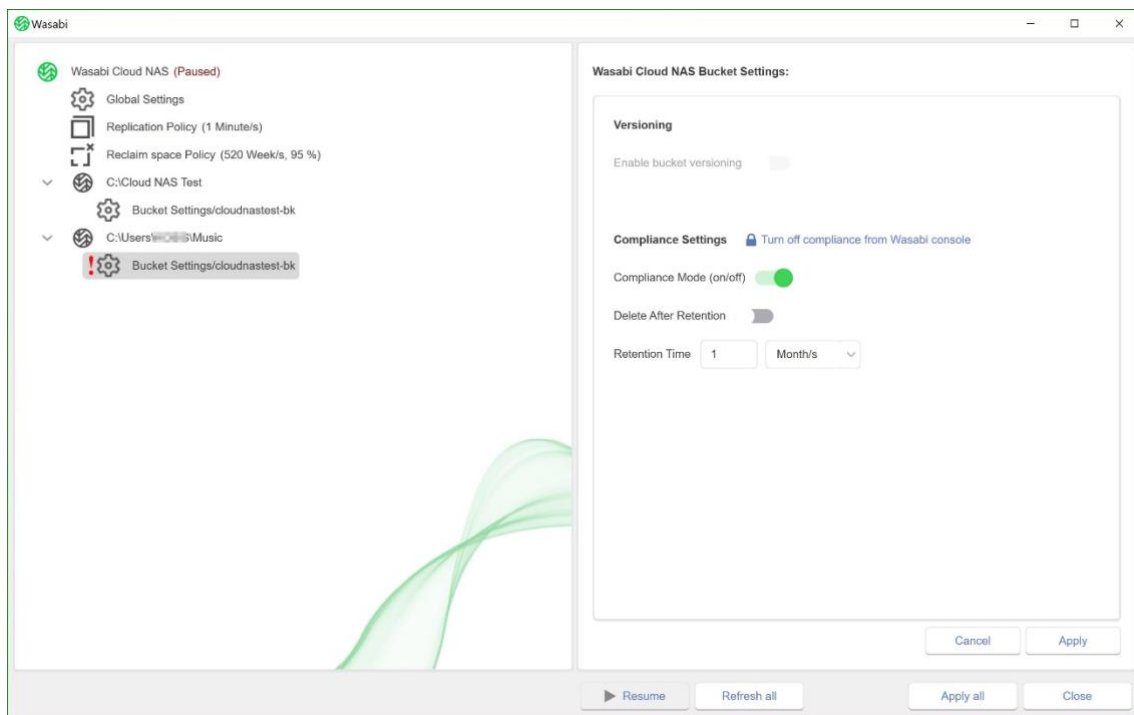 Wasabi
Wasabi Cloud NAS (Paused)
Global Settings
Replication Policy (1 Minute/s)
Reclaim space Policy (520 Week/s, 95 %)
C:\Cloud NAS Test
Bucket Settings/cloudnastest-bk
C:\Users\ \Music
Bucket Settings/cloudnastest-bk
Wasabi Cloud NAS Bucket Settings:
Versioning
Enable bucket versioning
Compliance Settings Turn off compliance from Wasabi console
Compliance Mode (on/off)
Delete After Retention
Retention Time 1 Month/s
Cancel Apply
Resume Refresh all Apply all Close